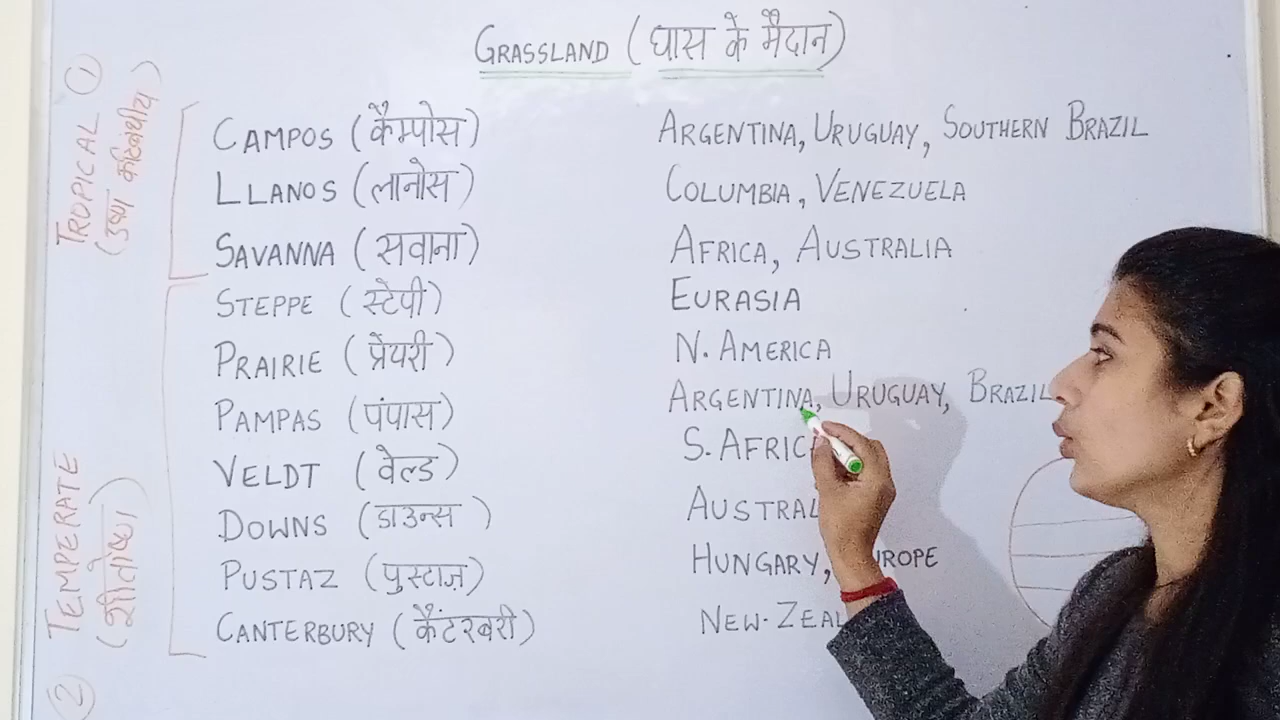 GRASSLAND (घास के मैदान)
TROPICAL ①
(उष्ण कटिबंधीय)
CAMPOS (कैम्पोस) ARGENTINA, URUGUAY, SOUTHERN BRAZIL
LLANOS (लानोस) COLUMBIA, VENEZUELA
SAVANNA (सवाना) AFRICA, AUSTRALIA
TEMPERATE ②
(शीतोष्ण)
STEPPE (स्टेपी) EURASIA
PRAIRIE (प्रेंयरी) N. AMERICA
PAMPAS (पंपास) ARGENTINA, URUGUAY, BRAZIL
VELDT (वेल्ड) S. AFRIC
DOWNS (डाउन्स) AUSTRAL
PUSTAZ (पुस्टाज़) HUNGARY, UROPE
CANTERBURY (कैंटरबरी) NEW-ZEAL